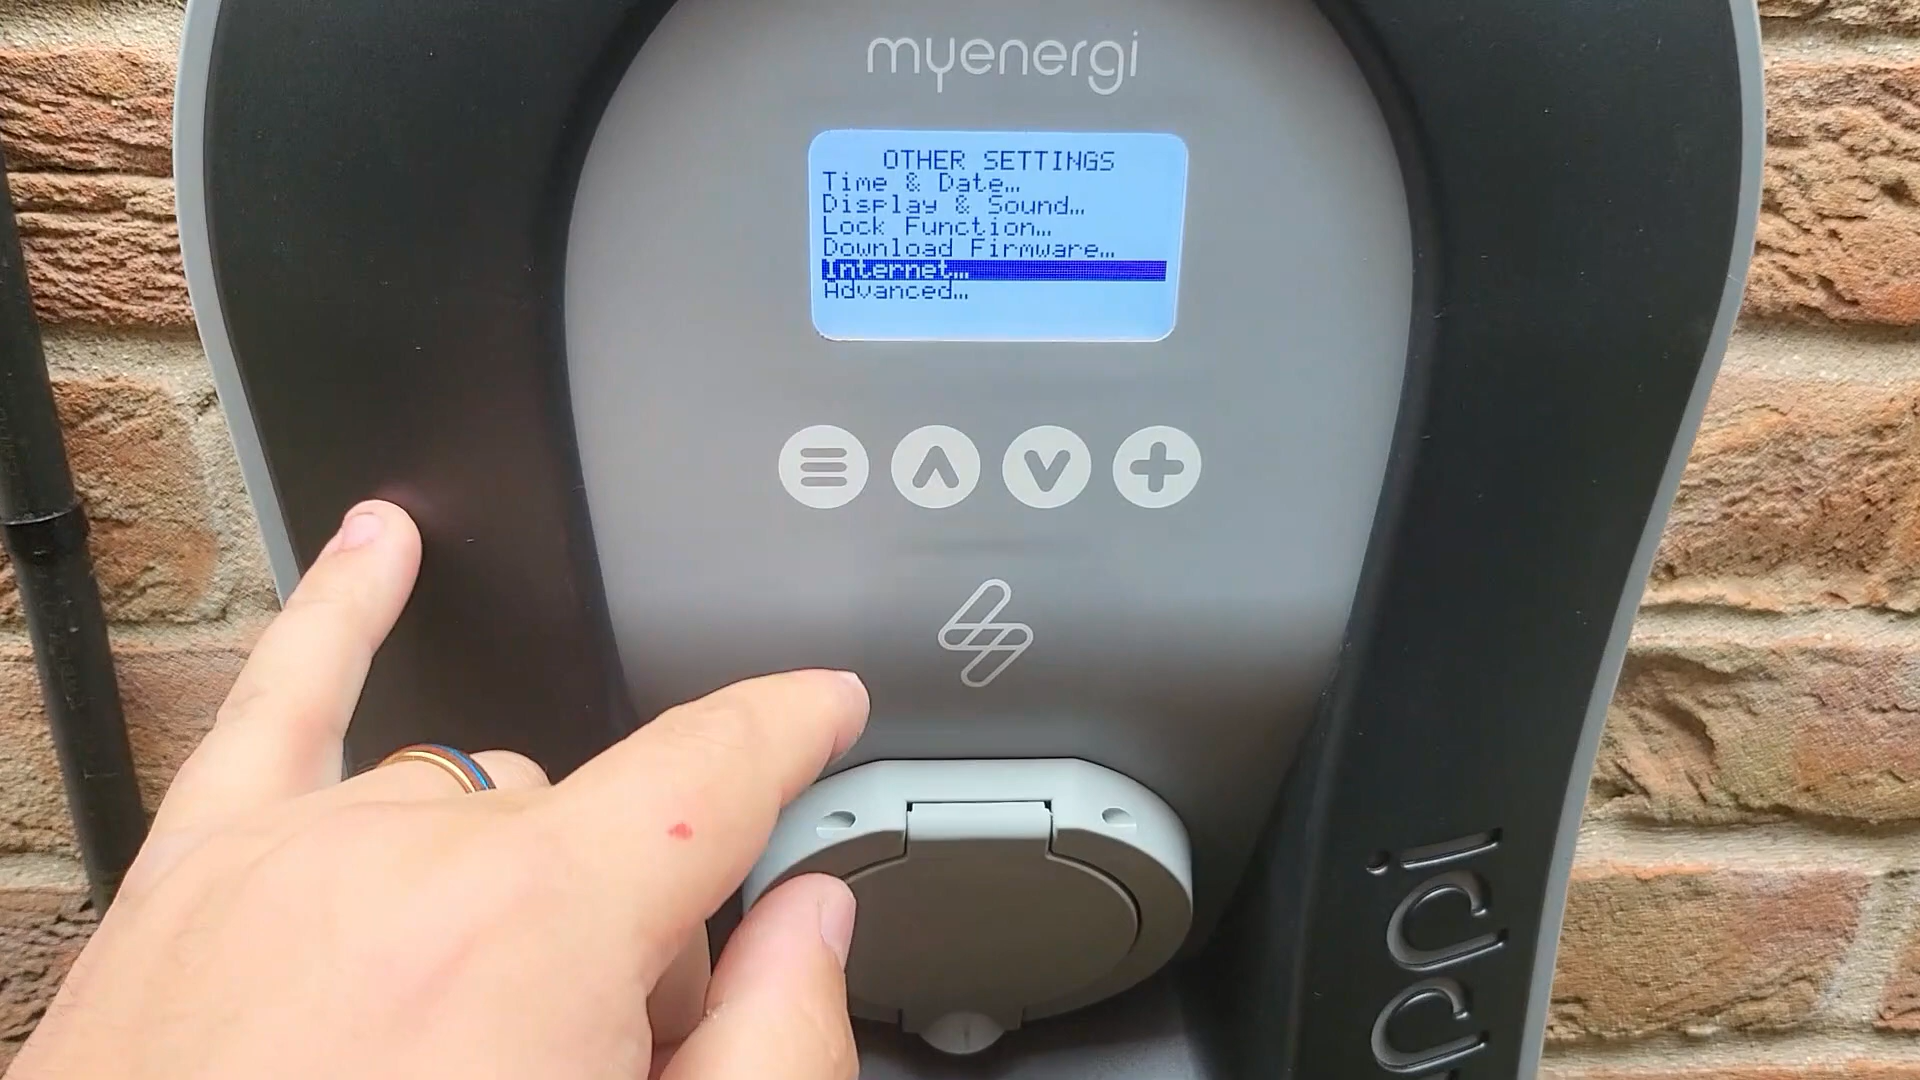 myenergi
OTHER SETTINGS
Time & Date…
Display & Sound…
Lock Function…
Download Firmware…
Internet…
Advanced…